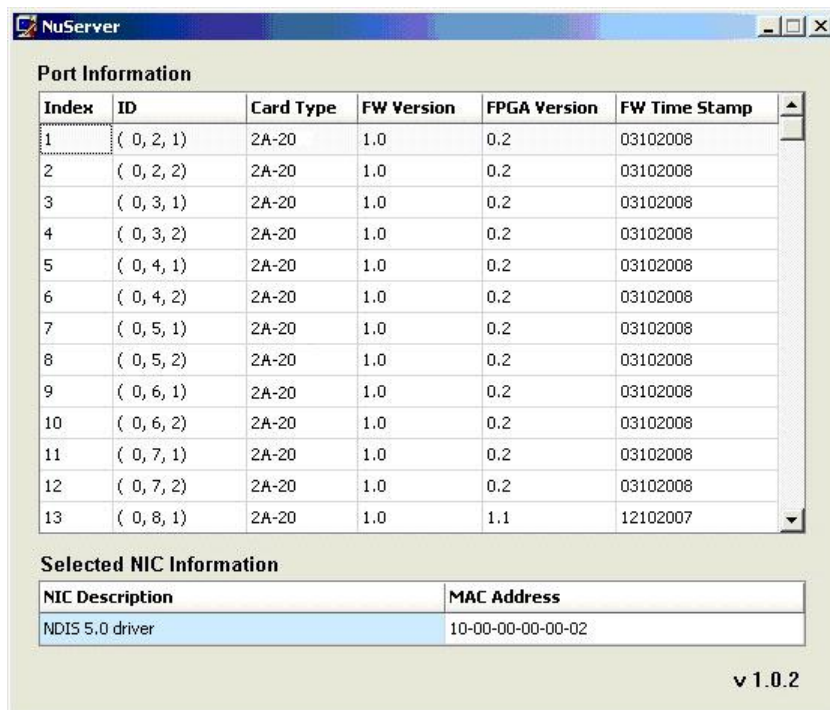 NuServer
Port Information
Index ID Card Type FW Version FPGA Version FW Time Stamp
1 ( 0, 2, 1) 2A-20 1.0 0.2 03102008
2 ( 0, 2, 2) 2A-20 1.0 0.2 03102008
3 ( 0, 3, 1) 2A-20 1.0 0.2 03102008
4 ( 0, 3, 2) 2A-20 1.0 0.2 03102008
5 ( 0, 4, 1) 2A-20 1.0 0.2 03102008
6 ( 0, 4, 2) 2A-20 1.0 0.2 03102008
7 ( 0, 5, 1) 2A-20 1.0 0.2 03102008
8 ( 0, 5, 2) 2A-20 1.0 0.2 03102008
9 ( 0, 6, 1) 2A-20 1.0 0.2 03102008
10 ( 0, 6, 2) 2A-20 1.0 0.2 03102008
11 ( 0, 7, 1) 2A-20 1.0 0.2 03102008
12 ( 0, 7, 2) 2A-20 1.0 0.2 03102008
13 ( 0, 8, 1) 2A-20 1.0 1.1 12102007
Selected NIC Information
NIC Description MAC Address
NDIS 5.0 driver 10-00-00-00-00-02
v 1.0.2